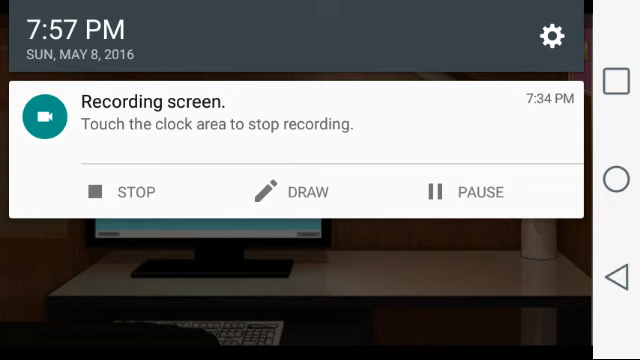 7:57 PM
SUN, MAY 8, 2016
Recording screen.
7:34 PM
Touch the clock area to stop recording.
STOP
DRAW
PAUSE